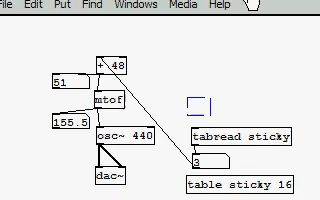 File Edit Put Find Window Media Help
+ 48
51
mtof
155.5
osc~ 440
dac~
tabread sticky
3
table sticky 16